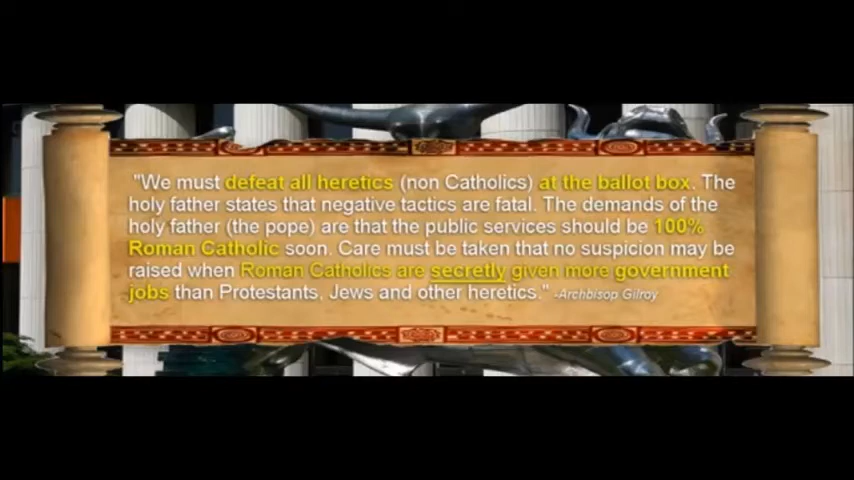 "We must defeat all heretics (non Catholics) at the ballot box. The
holy father states that negative tactics are fatal. The demands of the
holy father (the pope) are that the public services should be 100%
Roman Catholic soon. Care must be taken that no suspicion may be
raised when Roman Catholics are secretly given more government
jobs than Protestants, Jews and other heretics." -Archbisop Gilroy